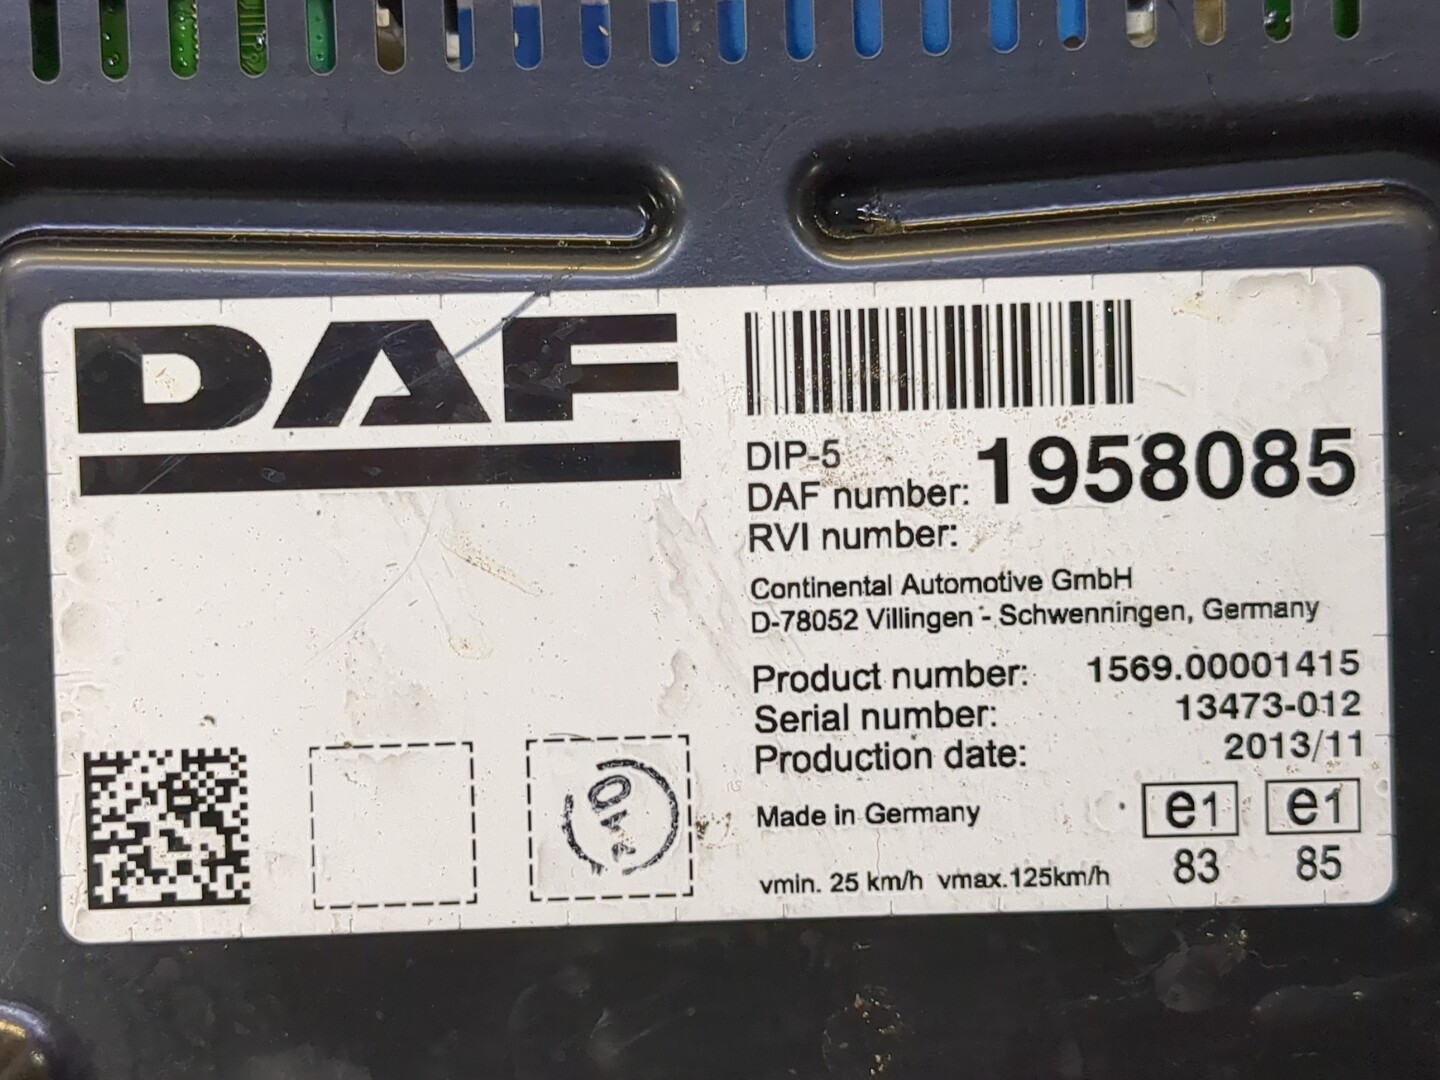 DAF
DIP-5
DAF number: 1958085
RVI number:
Continental Automotive GmbH
D-78052 Villingen - Schwenningen, Germany
Product number: 1569.00001415
Serial number: 13473-012
Production date: 2013/11
Made in Germany
e1 e1
83 85
vmin. 25 km/h vmax.125km/h